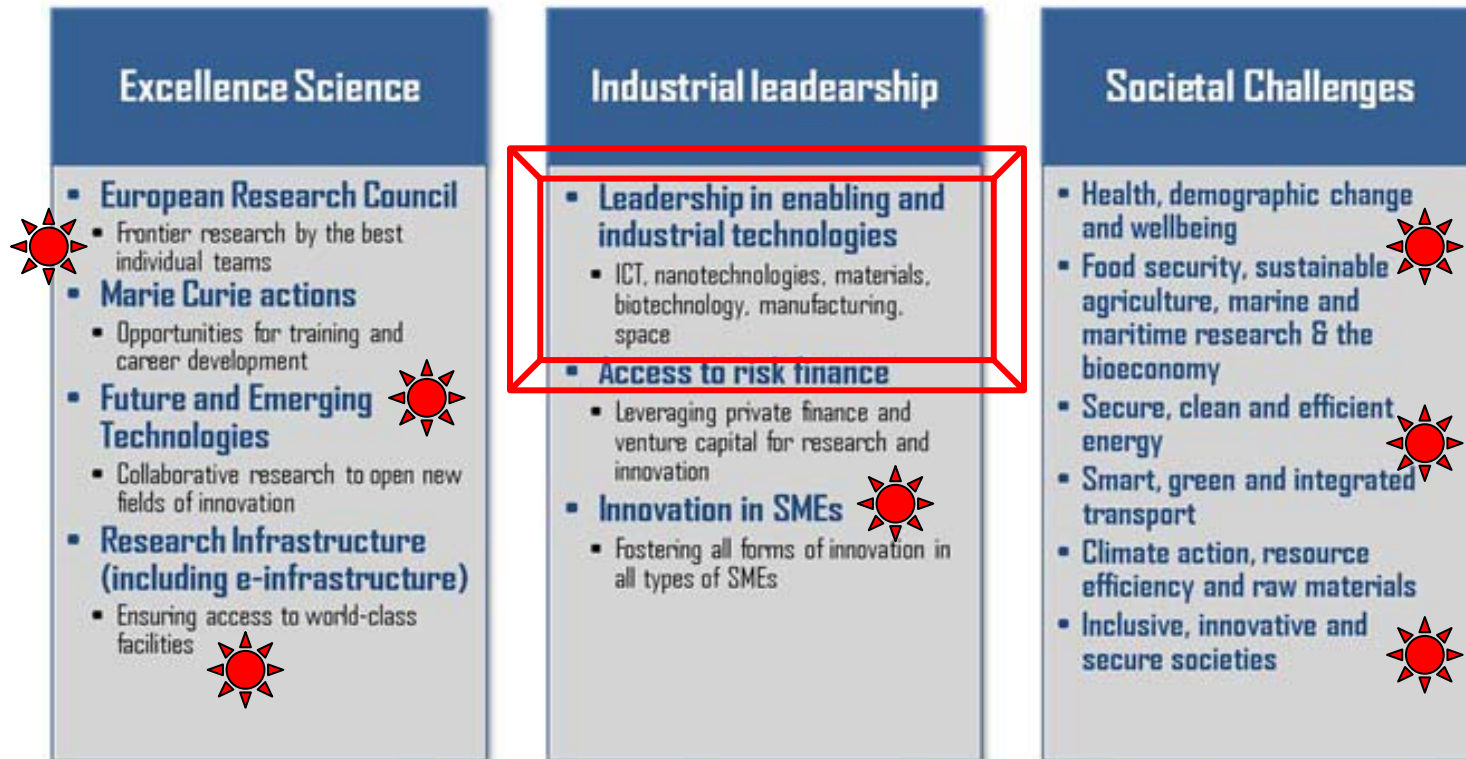 Excellence Science
▪ European Research Council
▪ Frontier research by the best
individual teams
▪ Marie Curie actions
▪ Opportunities for training and
career development
▪ Future and Emerging
Technologies
▪ Collaborative research to open new
fields of innovation
▪ Research Infrastructure
(including e-infrastructure)
▪ Ensuring access to world-class
facilities
Industrial leadearship
▪ Leadership in enabling and
industrial technologies
▪ ICT, nanotechnologies, materials,
biotechnology, manufacturing,
space
▪ Access to risk finance
▪ Leveraging private finance and
venture capital for research and
innovation
▪ Innovation in SMEs
▪ Fostering all forms of innovation in
all types of SMEs
Societal Challenges
▪ Health, demographic change
and wellbeing
▪ Food security, sustainable
agriculture, marine and
maritime research & the
bioeconomy
▪ Secure, clean and efficient
energy
▪ Smart, green and integrated
transport
▪ Climate action, resource
efficiency and raw materials
▪ Inclusive, innovative and
secure societies